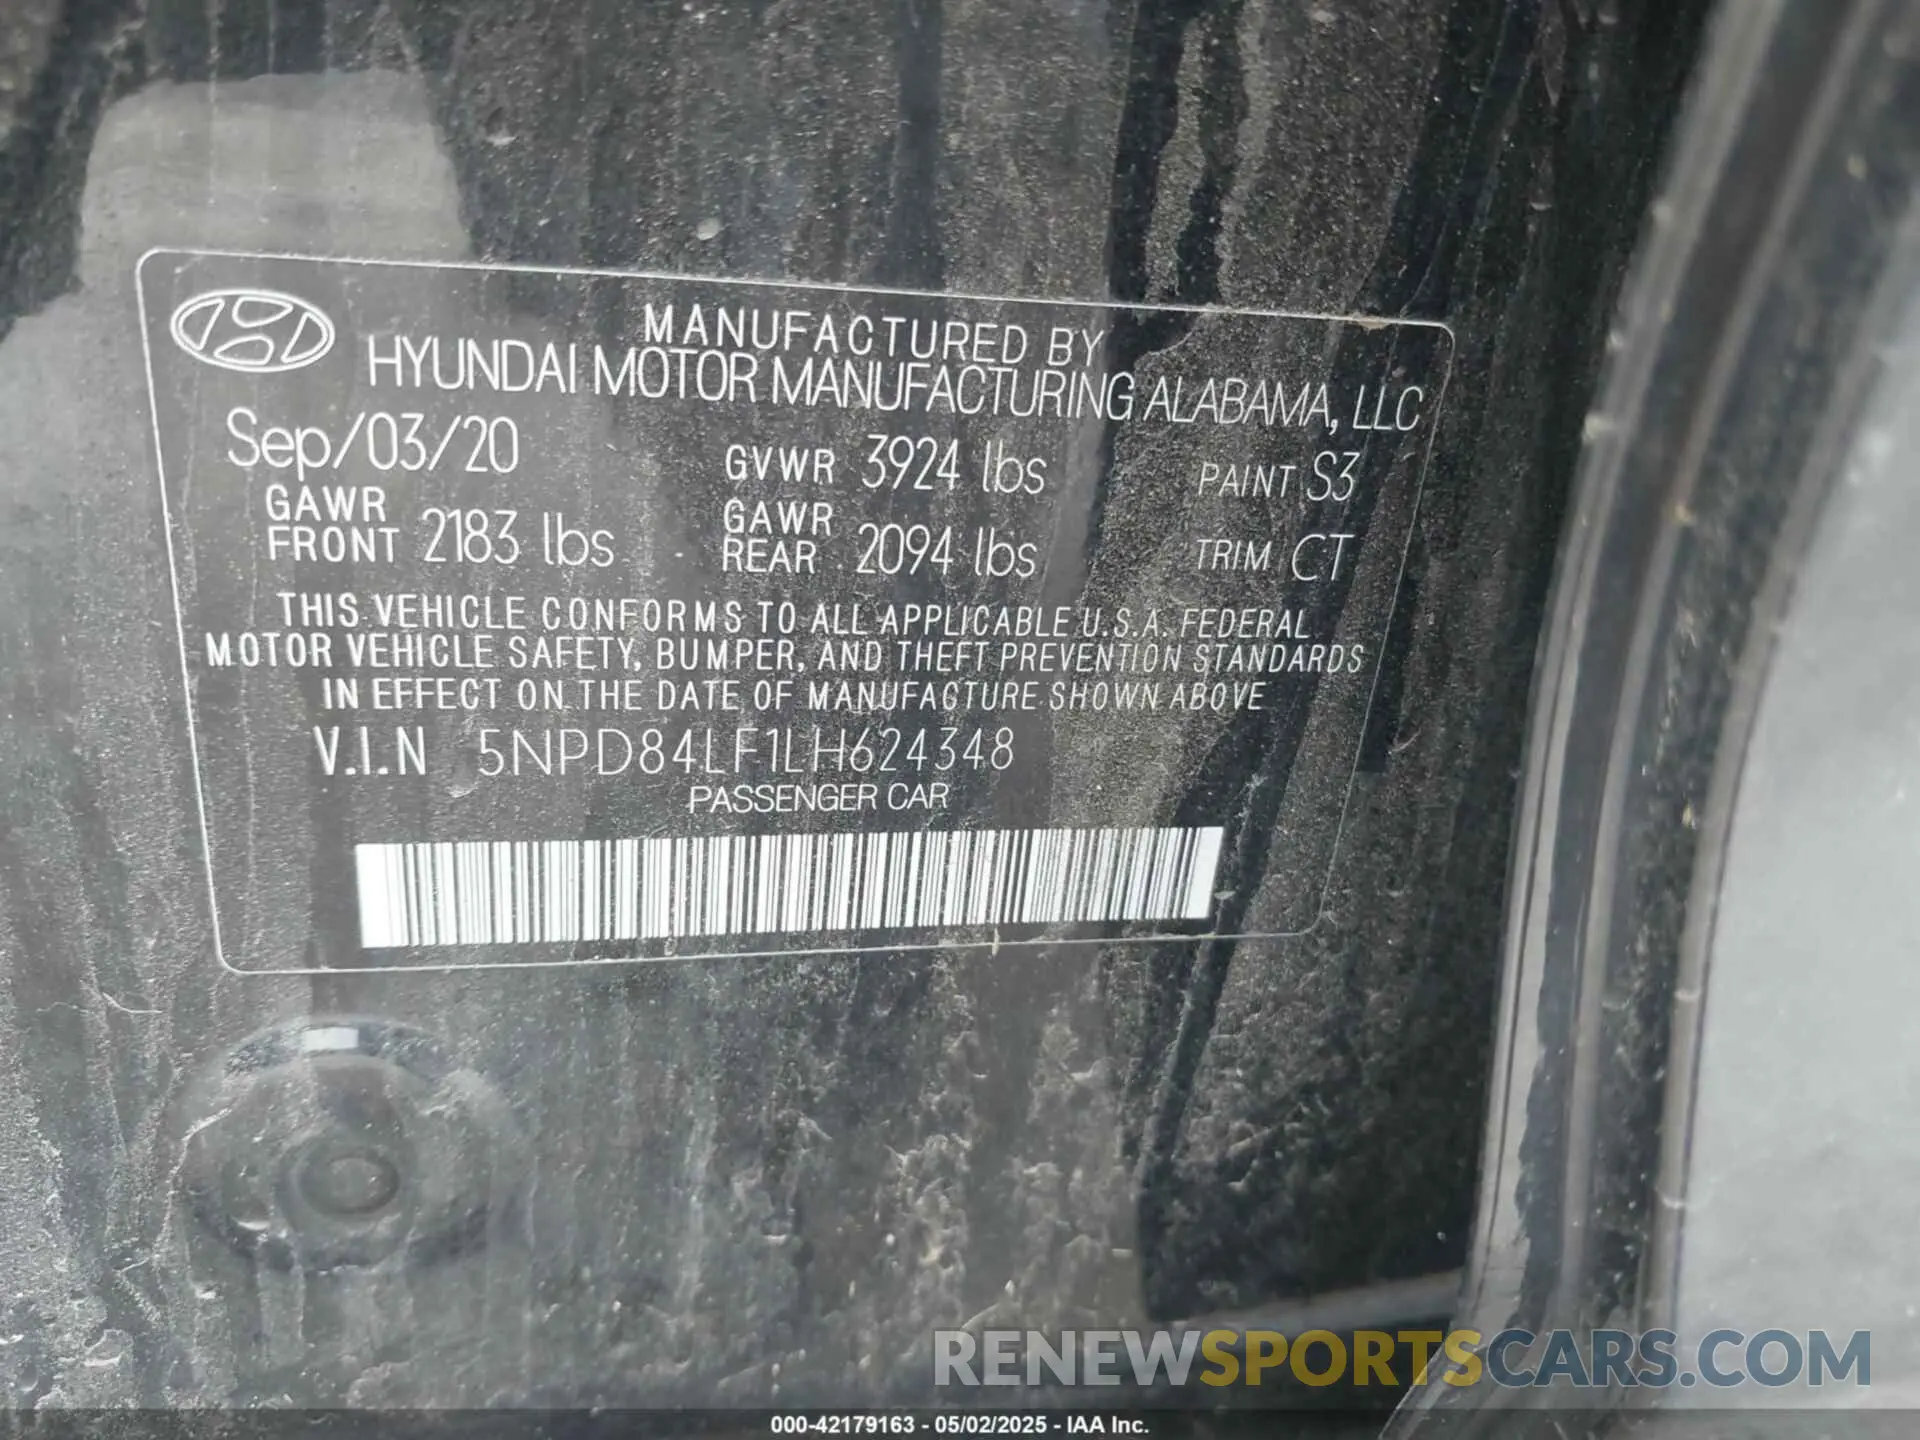 MANUFACTURED BY
HYUNDAI MOTOR MANUFACTURING ALABAMA, LLC
Sep/03/20 GVWR 3924 lbs PAINT S3
GAWR FRONT 2183 lbs GAWR REAR 2094 lbs TRIM CT
THIS VEHICLE CONFORMS TO ALL APPLICABLE U.S.A. FEDERAL
MOTOR VEHICLE SAFETY, BUMPER, AND THEFT PREVENTION STANDARDS
IN EFFECT ON THE DATE OF MANUFACTURE SHOWN ABOVE
V.I.N 5NPD84LF1LH624348
PASSENGER CAR
RENEWSPORTSCARS.COM LLC
000-42179163 - 05/02/2025 - IAA Inc.